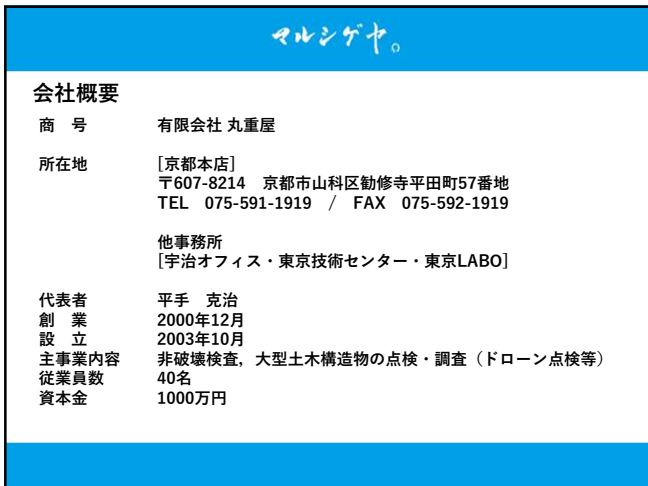 マルシゲヤ。
会社概要
商　号　有限会社 丸重屋
所在地　[京都本店]
〒607-8214　京都市山科区勧修寺平田町57番地
TEL　075-591-1919　/　FAX　075-592-1919
他事務所
[宇治オフィス・東京技術センター・東京LABO]
代表者　平手　克治
創　業　2000年12月
設　立　2003年10月
主事業内容　非破壊検査，大型土木構造物の点検・調査（ドローン点検等）
従業員数　40名
資本金　1000万円